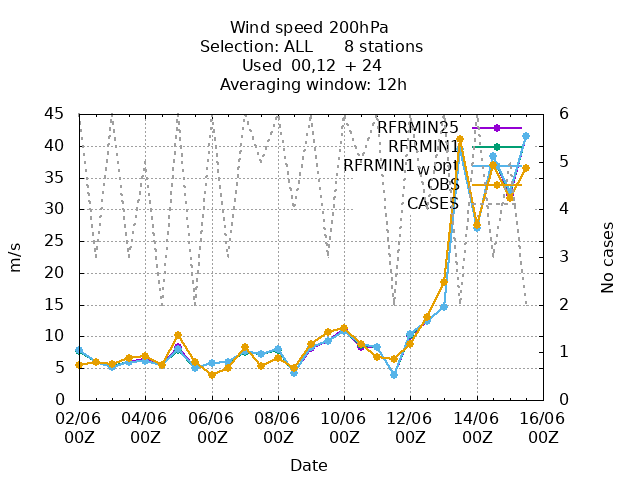 Wind speed 200hPa
Selection: ALL 8 stations
Used 00,12 + 24
Averaging window: 12h
45 6
RFRMIN25
40
RFRMIN1
5
RFRMIN1_w_opt
35
OBS
CASES
30 4
25
m/s
No cases
20 3
15 2
10
1
5
0 0
02/06 04/06 06/06 08/06 10/06 12/06 14/06 16/06
00Z 00Z 00Z 00Z 00Z 00Z 00Z 00Z
Date